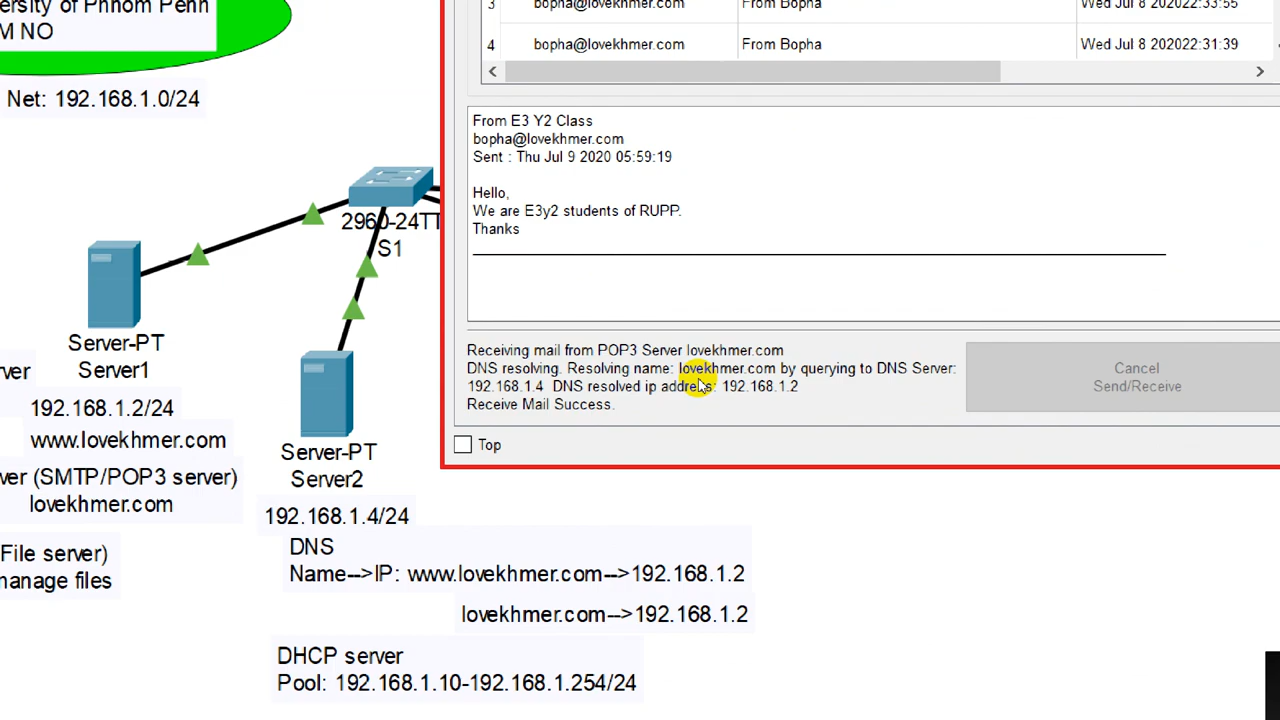 ersity of Phnom Penh
M NO
Net: 192.168.1.0/24
2960-24TT
S1
Server-PT
Server1
ver
192.168.1.2/24
www.lovekhmer.com
ver (SMTP/POP3 server)
lovekhmer.com
File server)
manage files
Server-PT
Server2
192.168.1.4/24
DNS
Name-->IP: www.lovekhmer.com-->192.168.1.2
lovekhmer.com-->192.168.1.2
DHCP server
Pool: 192.168.1.10-192.168.1.254/24
3 bopha@lovekhmer.com From Bopha Wed Jul 8 202022:33:55
4 bopha@lovekhmer.com From Bopha Wed Jul 8 202022:31:39
From E3 Y2 Class
bopha@lovekhmer.com
Sent : Thu Jul 9 2020 05:59:19
Hello,
We are E3y2 students of RUPP.
Thanks
Receiving mail from POP3 Server lovekhmer.com
DNS resolving. Resolving name: lovekhmer.com by querying to DNS Server:
192.168.1.4 DNS resolved ip address: 192.168.1.2
Receive Mail Success.
Cancel
Send/Receive
Top